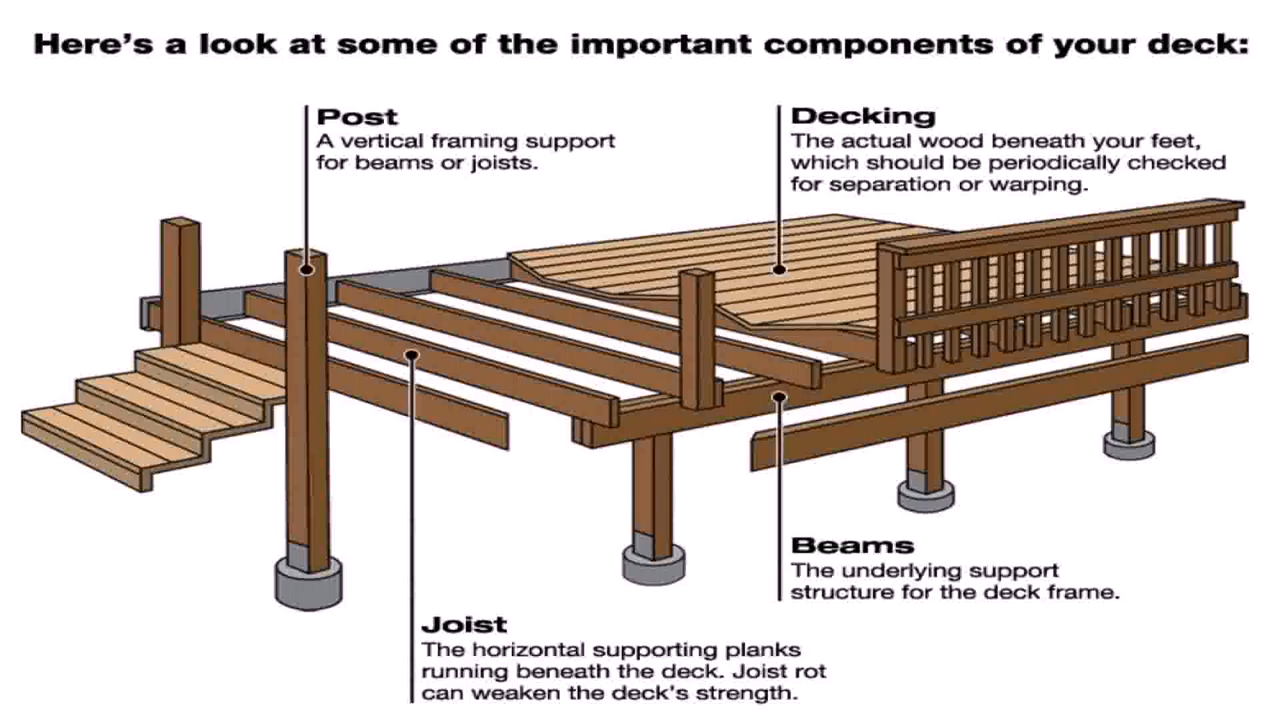 Here's a look at some of the important components of your deck:
Post
A vertical framing support
for beams or joists.
Decking
The actual wood beneath your feet,
which should be periodically checked
for separation or warping.
Beams
The underlying support
structure for the deck frame.
Joist
The horizontal supporting planks
running beneath the deck. Joist rot
can weaken the deck's strength.